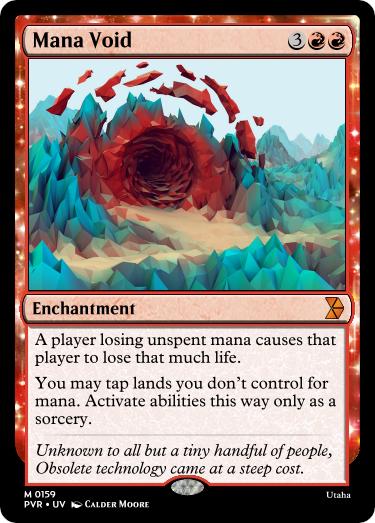 Mana Void 3
Enchantment
A player losing unspent mana causes that
player to lose that much life.
You may tap lands you don't control for
mana. Activate abilities this way only as a
sorcery.
Unknown to all but a tiny handful of people,
Obsolete technology came at a steep cost.
M 0159
PVR • UV CALDER MOORE
Utaha